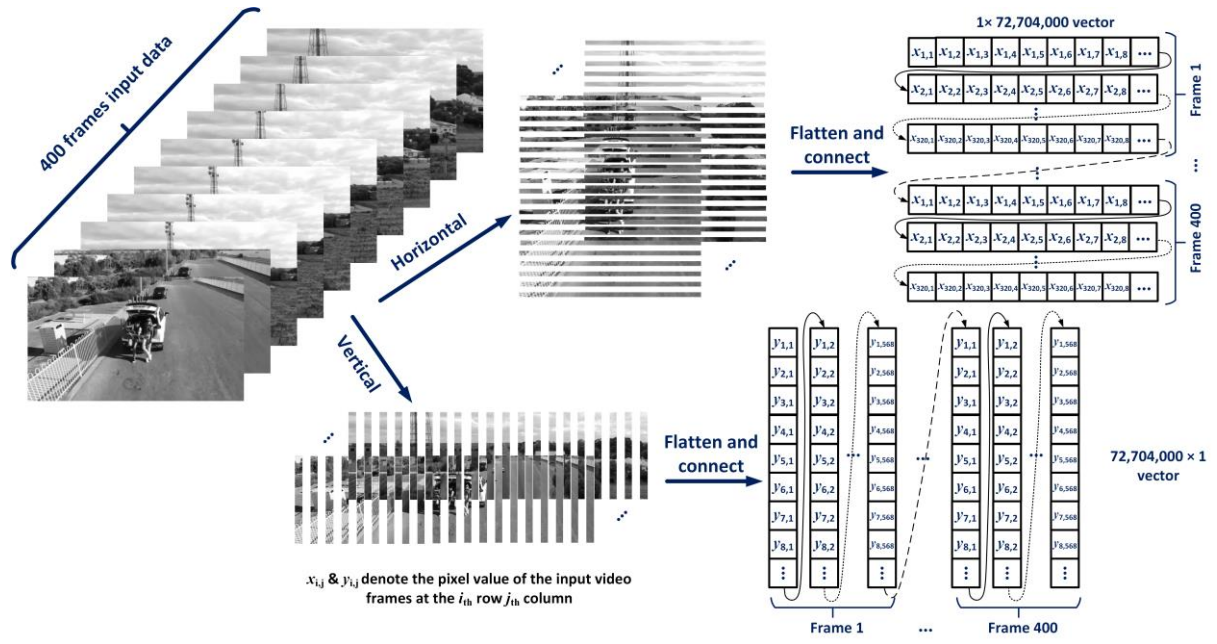 400 frames input data
Horizontal
Vertical
Flatten and
connect
1× 72,704,000 vector
x1,1 x1,2 x1,3 x1,4 x1,5 x1,6 x1,7 x1,8 ...
x2,1 x2,2 x2,3 x2,4 x2,5 x2,6 x2,7 x2,8 ...
...
x320,1 x320,2 x320,3 x320,4 x320,5 x320,6 x320,7 x320,8 ...
Frame 1
...
x1,1 x1,2 x1,3 x1,4 x1,5 x1,6 x1,7 x1,8 ...
x2,1 x2,2 x2,3 x2,4 x2,5 x2,6 x2,7 x2,8 ...
...
x320,1 x320,2 x320,3 x320,4 x320,5 x320,6 x320,7 x320,8 ...
Frame 400
Flatten and
connect
y1,1 y1,2 y1,568 y1,1 y1,2 y1,568
y2,1 y2,2 y2,568 y2,1 y2,2 y2,568
y3,1 y3,2 y3,568 y3,1 y3,2 y3,568
y4,1 y4,2 y4,568 y4,1 y4,2 y4,568
y5,1 y5,2 ... y5,568 ... y5,1 y5,2 ... y5,568
y6,1 y6,2 y6,568 y6,1 y6,2 y6,568
y7,1 y7,2 y7,568 y7,1 y7,2 y7,568
y8,1 y8,2 y8,568 y8,1 y8,2 y8,568
... ... ... ... ... ...
Frame 1 ... Frame 400
72,704,000 × 1
vector
xi,j & yi,j denote the pixel value of the input video
frames at the ith row jth column